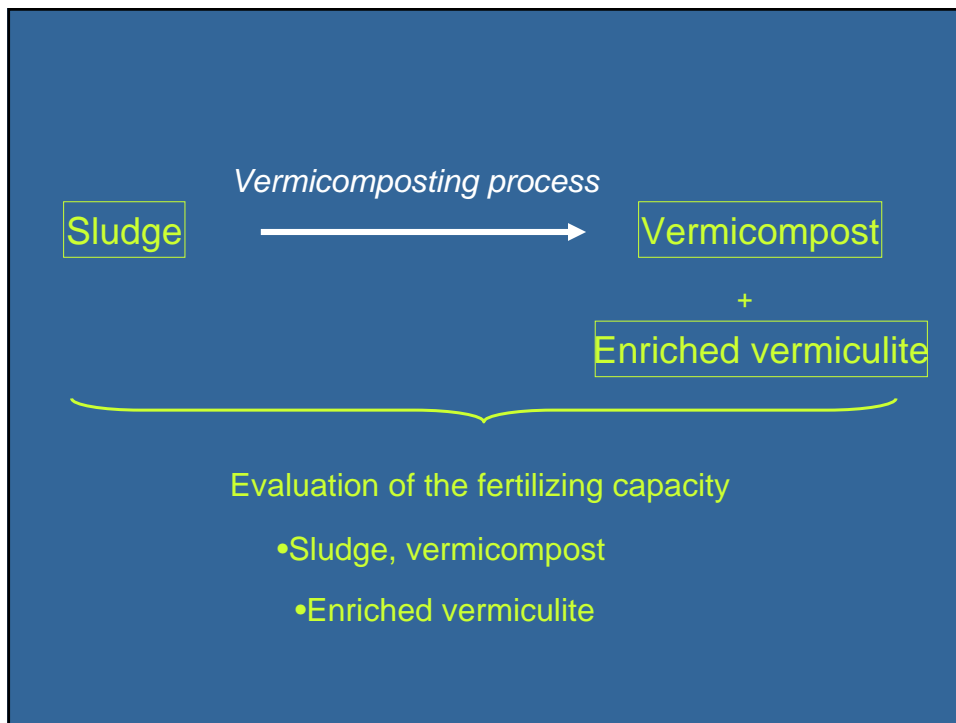 Vermicomposting process
Sludge
Vermicompost
+
Enriched vermiculite
Evaluation of the fertilizing capacity
•Sludge, vermicompost
•Enriched vermiculite